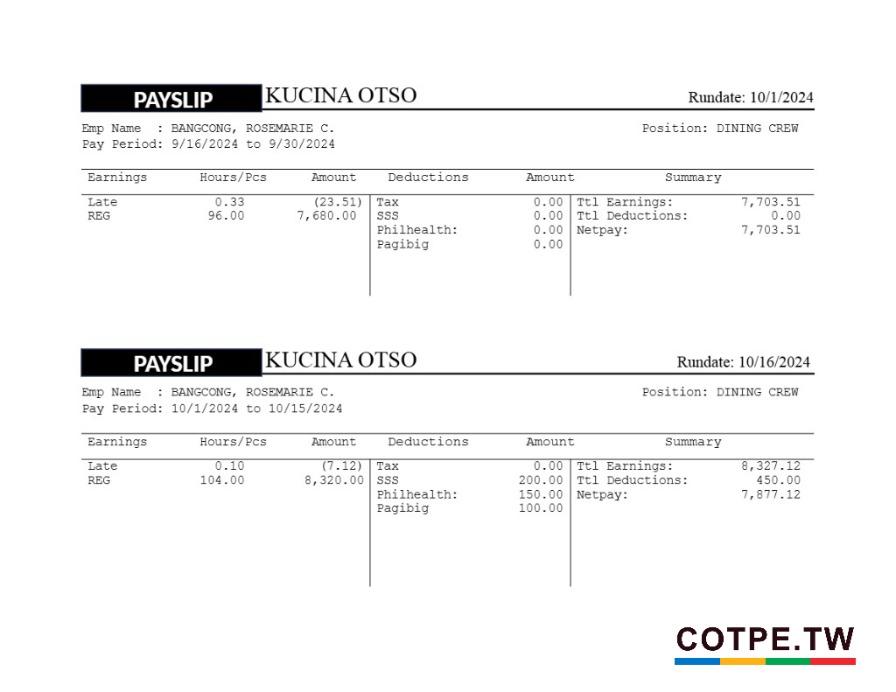 PAYSLIP KUCINA OTSO Rundate: 10/1/2024
Emp Name : BANGCONG, ROSEMARIE C. Position: DINING CREW
Pay Period: 9/16/2024 to 9/30/2024
Earnings Hours/Pcs Amount Deductions Amount Summary
Late 0.33 (23.51) Tax 0.00 Ttl Earnings: 7,703.51
REG 96.00 7,680.00 SSS 0.00 Ttl Deductions: 0.00
Philhealth: 0.00 Netpay: 7,703.51
Pagibig 0.00
PAYSLIP KUCINA OTSO Rundate: 10/16/2024
Emp Name : BANGCONG, ROSEMARIE C. Position: DINING CREW
Pay Period: 10/1/2024 to 10/15/2024
Earnings Hours/Pcs Amount Deductions Amount Summary
Late 0.10 (7.12) Tax 0.00 Ttl Earnings: 8,327.12
REG 104.00 8,320.00 SSS 200.00 Ttl Deductions: 450.00
Philhealth: 150.00 Netpay: 7,877.12
Pagibig 100.00
COTPE.TW